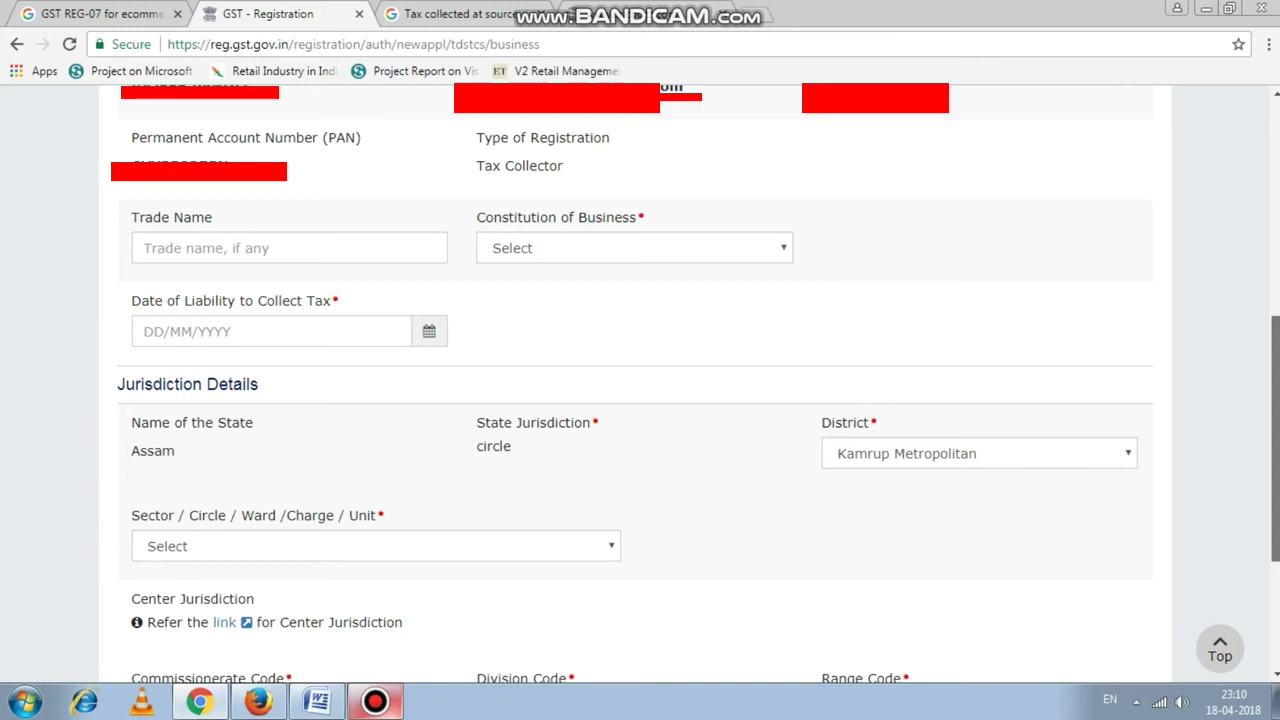 GST REG-07 for ecomme
GST - Registration
Tax collected at source
www.BANDICAM.com
Secure
https://reg.gst.gov.in/registration/auth/newappl/tdstcs/business
Apps
Project on Microsoft
Retail Industry in Indi
Project Report on Vis
ET V2 Retail Manageme
Permanent Account Number (PAN)
Type of Registration
Tax Collector
Trade Name
Constitution of Business•
Trade name, if any
Select
Date of Liability to Collect Tax•
DD/MM/YYYY
Jurisdiction Details
Name of the State
State Jurisdiction•
District•
Assam
circle
Kamrup Metropolitan
Sector / Circle / Ward /Charge / Unit•
Select
Center Jurisdiction
Refer the link for Center Jurisdiction
Top
Commissionerate Code•
Division Code•
Range Code•
EN
23:10
18-04-2018